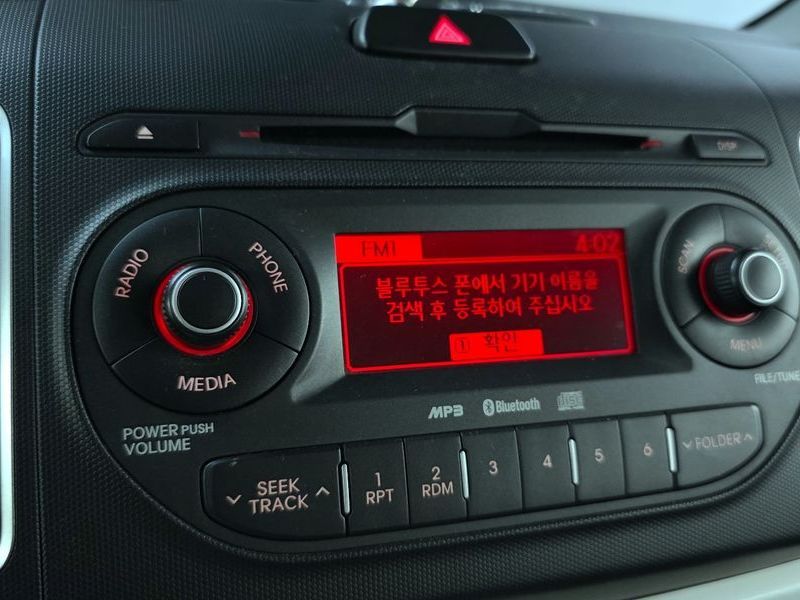 DISP
RADIO
PHONE
MEDIA
POWER PUSH
VOLUME
FM1
4:02
블루투스 폰에서 기기 이름을
검색 후 등록하여 주십시오
① 확인
SCAN
MENU
FILE/TUNE
MP3
Bluetooth
disc
SEEK
TRACK
1
RPT
2
RDM
3
4
5
6
FOLDER